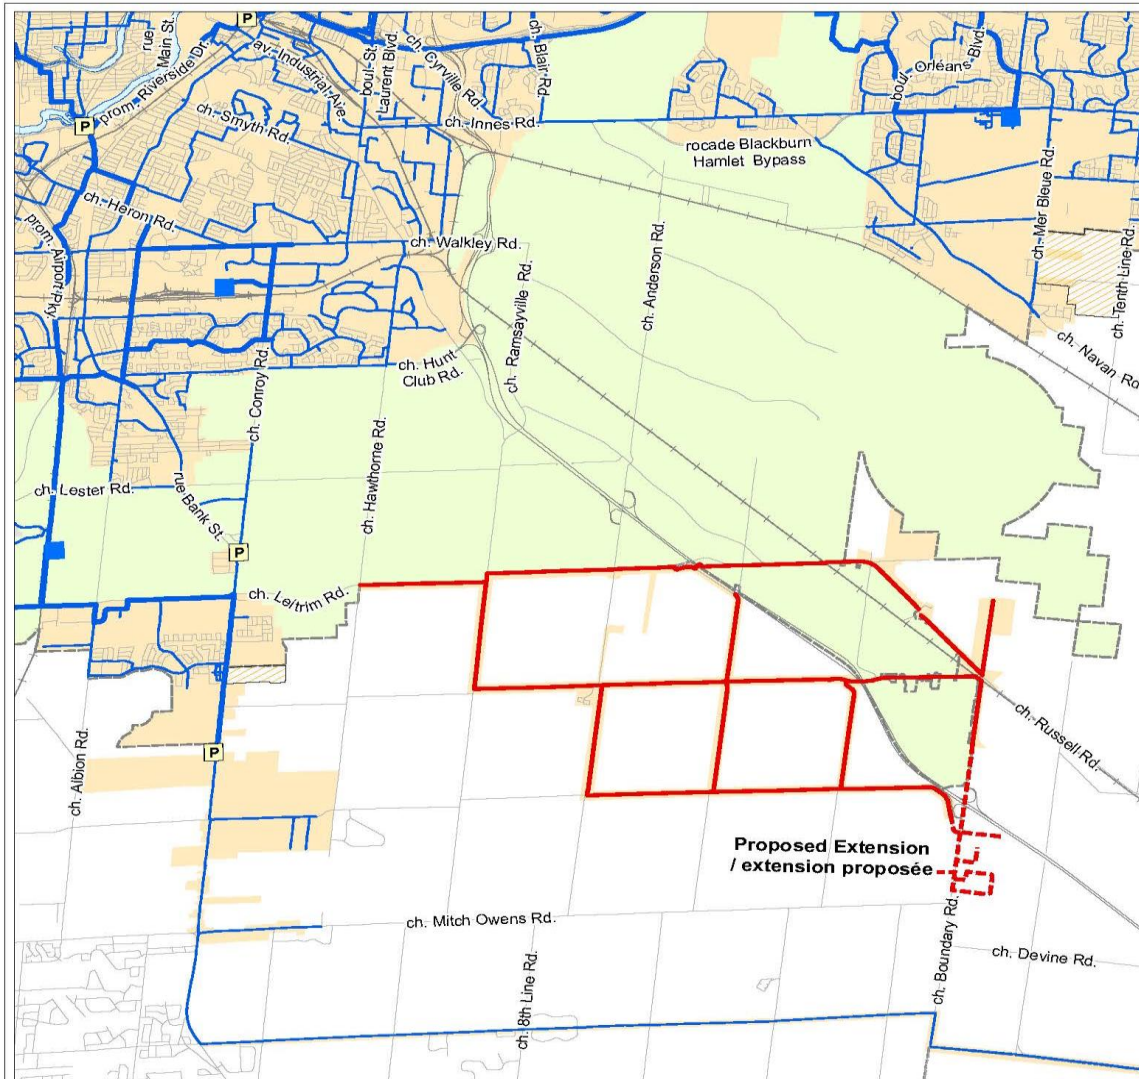 P
rue
Main St.
prom. Riverside Dr.
av. Industrial Ave.
boul. St.
Laurent Blvd.
ch. Cyrville Rd.
ch. Blair Rd.
boul. Orléans Blvd.
P
ch. Smyth Rd.
ch. Innes Rd.
rocade Blackburn
Hamlet Bypass
ch. Mer Bleue Rd.
ch. Tenth Line Rd.
ch. Heron Rd.
prom. Airport Pky.
ch. Walkley Rd.
ch. Ramsayville Rd.
ch. Anderson Rd.
ch. Hunt
Club Rd.
ch. Navan Rd.
ch. Conroy Rd.
ch. Hawthorne Rd.
ch. Lester Rd.
rue Bank St.
P
ch. Leitrim Rd.
ch. Albion Rd.
P
ch. Russell Rd.
Proposed Extension
/ extension proposée
ch. Mitch Owens Rd.
ch. 8th Line Rd.
ch. Boundary Rd.
ch. Devine Rd.